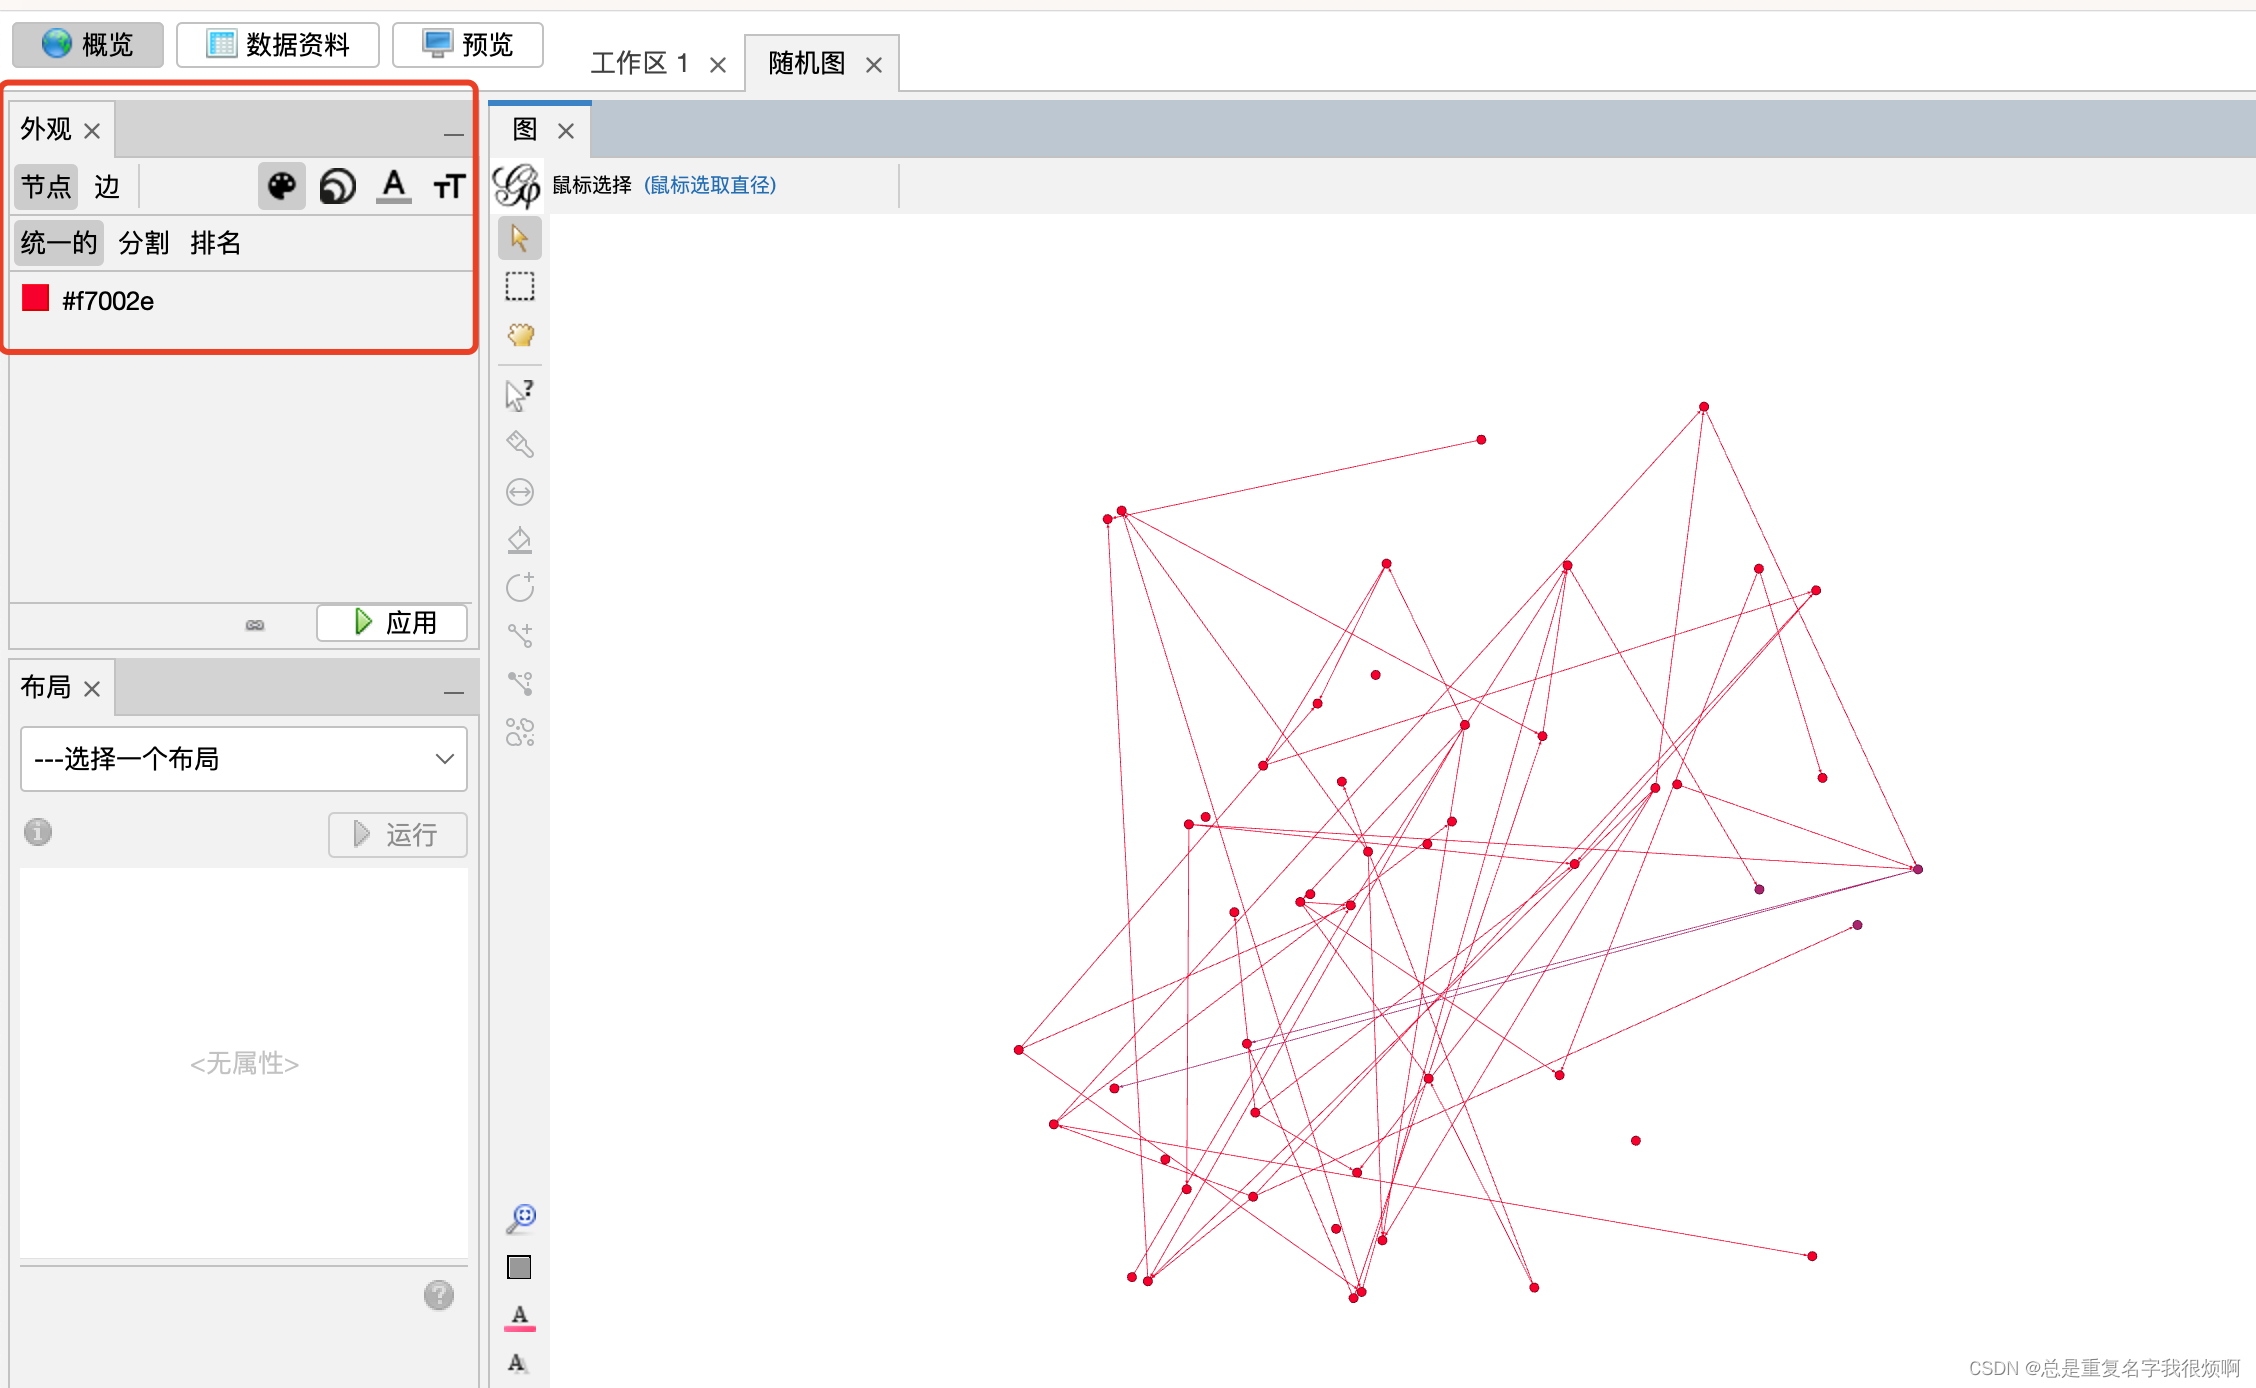 概览 数据资料 预览 工作区 1 随机图
外观 图
节点 边 A TT 鼠标选择 (鼠标选取直径)
统一的 分割 排名
#f7002e
应用
布局
---选择一个布局
运行
<无属性>
A
A
CSDN @总是重复名字我很烦啊